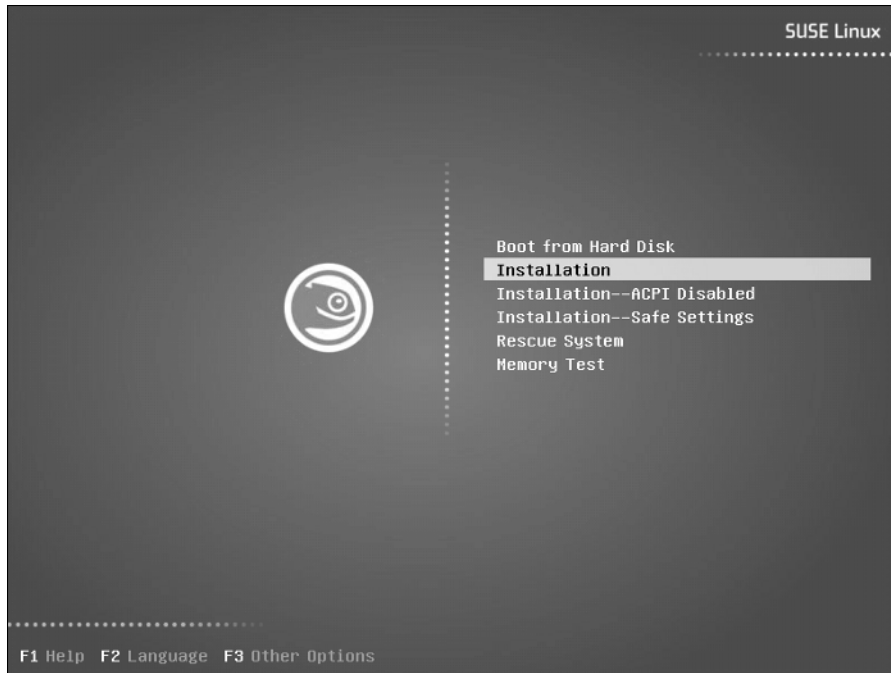 SUSE Linux
Boot from Hard Disk
Installation
Installation--ACPI Disabled
Installation--Safe Settings
Rescue System
Memory Test
F1 Help F2 Language F3 Other Options